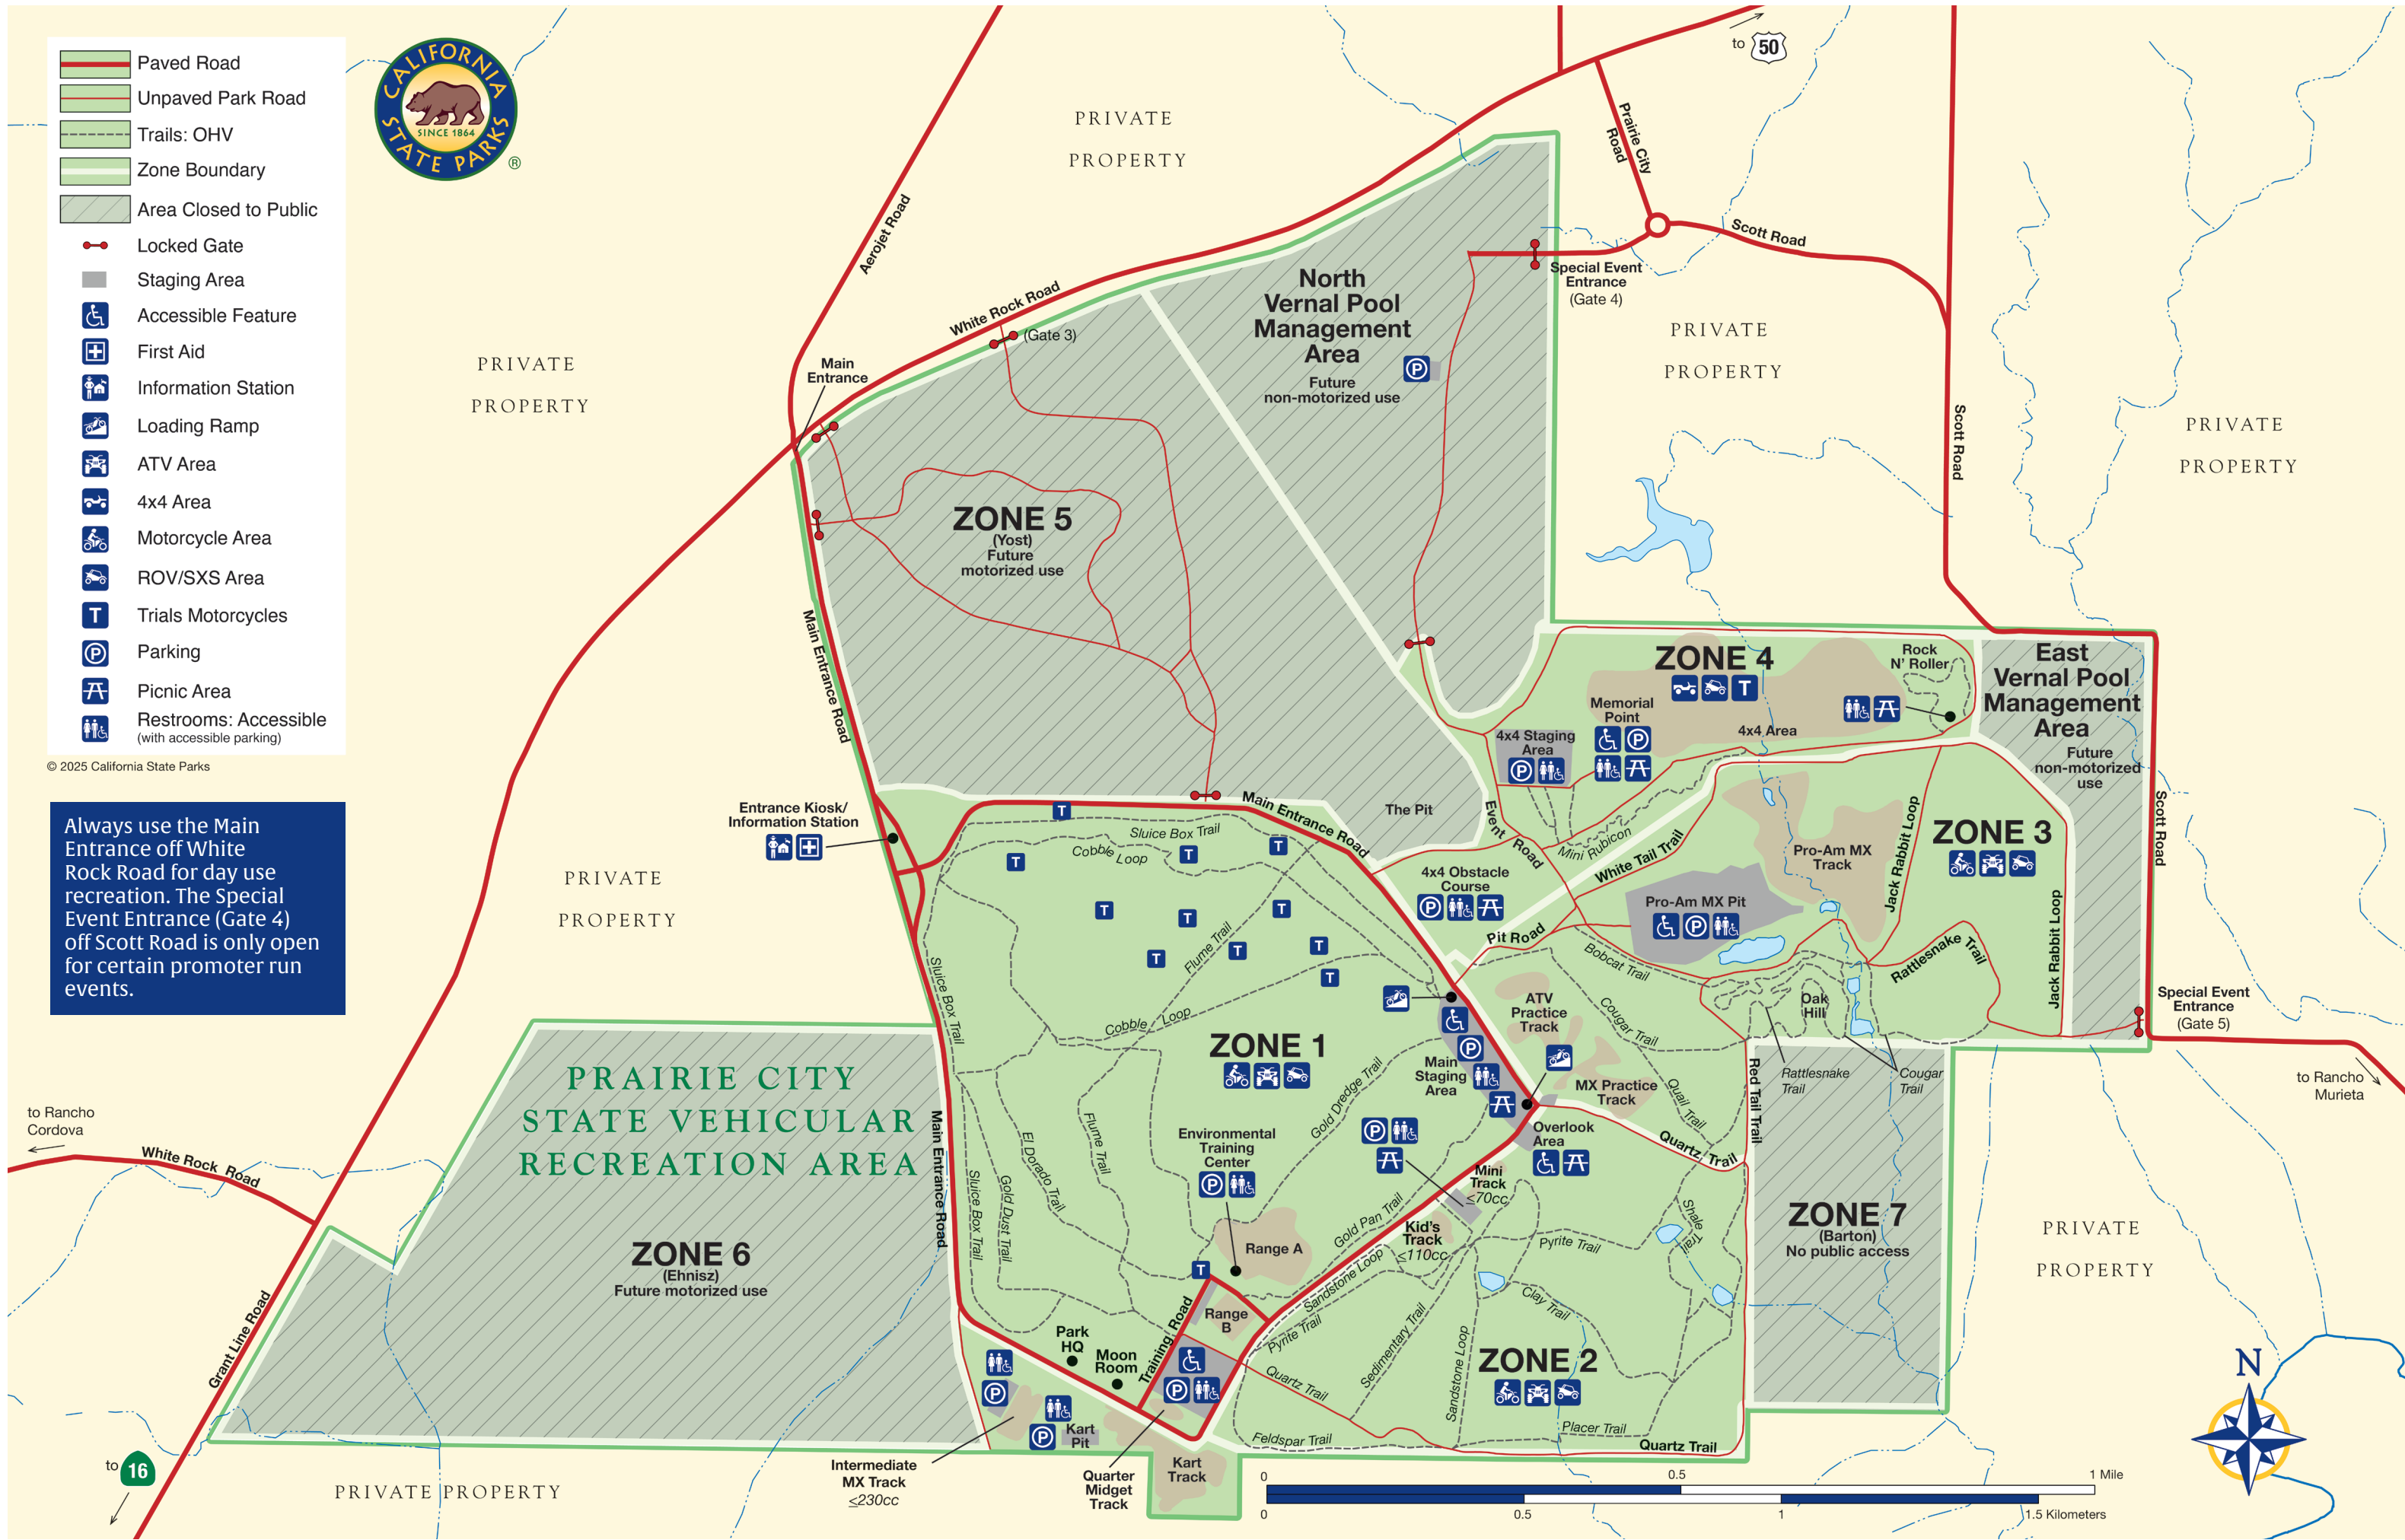 Paved Road
Unpaved Park Road
Trails: OHV
Zone Boundary
Area Closed to Public
Locked Gate
Staging Area
Accessible Feature
First Aid
Information Station
Loading Ramp
ATV Area
4x4 Area
Motorcycle Area
ROV/SXS Area
T
Trials Motorcycles
P
Parking
Picnic Area
Restrooms: Accessible
(with accessible parking)
© 2025 California State Parks
CALIFORNIA
SINCE 1864
STATE PARKS
®
Always use the Main
Entrance off White
Rock Road for day use
recreation. The Special
Event Entrance (Gate 4)
off Scott Road is only open
for certain promoter run
events.
PRIVATE
PROPERTY
to 50
Prairie City
Road
Scott Road
Aerojet Road
White Rock Road
(Gate 3)
Main
Entrance
PRIVATE
PROPERTY
North
Vernal Pool
Management
Area
Future
non-motorized use
P
Special Event
Entrance
(Gate 4)
PRIVATE
PROPERTY
Scott Road
PRIVATE
PROPERTY
ZONE 5
(Yost)
Future
motorized use
Main Entrance Road
ZONE 4
T
Rock
N' Roller
Memorial
Point
P
4x4 Area
4x4 Staging
Area
P
East
Vernal Pool
Management
Area
Future
non-motorized
use
Scott Road
Entrance Kiosk/
Information Station
T
Main Entrance Road
The Pit
Event
Road
Mini Rubicon
White Tail Trail
Pro-Am MX
Track
Jack Rabbit Loop
ZONE 3
Jack Rabbit Loop
PRIVATE
PROPERTY
Sluice Box Trail
Cobble Loop
T
T
T
T
T
T
T
T
T
T
Flume Trail
4x4 Obstacle
Course
P
Pit Road
Pro-Am MX Pit
P
Bobcat Trail
Rattlesnake Trail
Oak
Hill
Special Event
Entrance
(Gate 5)
Sluice Box Trail
Cobble Loop
ZONE 1
ATV
Practice
Track
Cougar Trail
P
Main
Staging
Area
MX Practice
Track
Quail Trail
Red Tail Trail
Rattlesnake
Trail
Cougar
Trail
to Rancho
Murieta
PRAIRIE CITY
STATE VEHICULAR
RECREATION AREA
to Rancho
Cordova
White Rock Road
Main Entrance Road
El Dorado Trail
Flume Trail
Gold Dredge Trail
Environmental
Training
Center
P
P
Overlook
Area
Quartz Trail
Mini
Track
≤70cc
Sluice Box Trail
Gold Dust Trail
Gold Pan Trail
Kid's
Track
≤110cc
Pyrite Trail
Shale
Trail
ZONE 7
(Barton)
No public access
PRIVATE
PROPERTY
ZONE 6
(Ehnisz)
Future motorized use
Grant Line Road
T
Range A
Range
B
Training Road
Sandstone Loop
Pyrite Trail
Clay Trail
Park
HQ
Moon
Room
P
P
Quartz Trail
Sedimentary Trail
Sandstone Loop
ZONE 2
Placer Trail
Quartz Trail
Feldspar Trail
P
Kart
Pit
Intermediate
MX Track
≤230cc
Quarter
Midget
Track
Kart
Track
to 16
PRIVATE PROPERTY
N
0 0.5 1 Mile
0 0.5 1 1.5 Kilometers